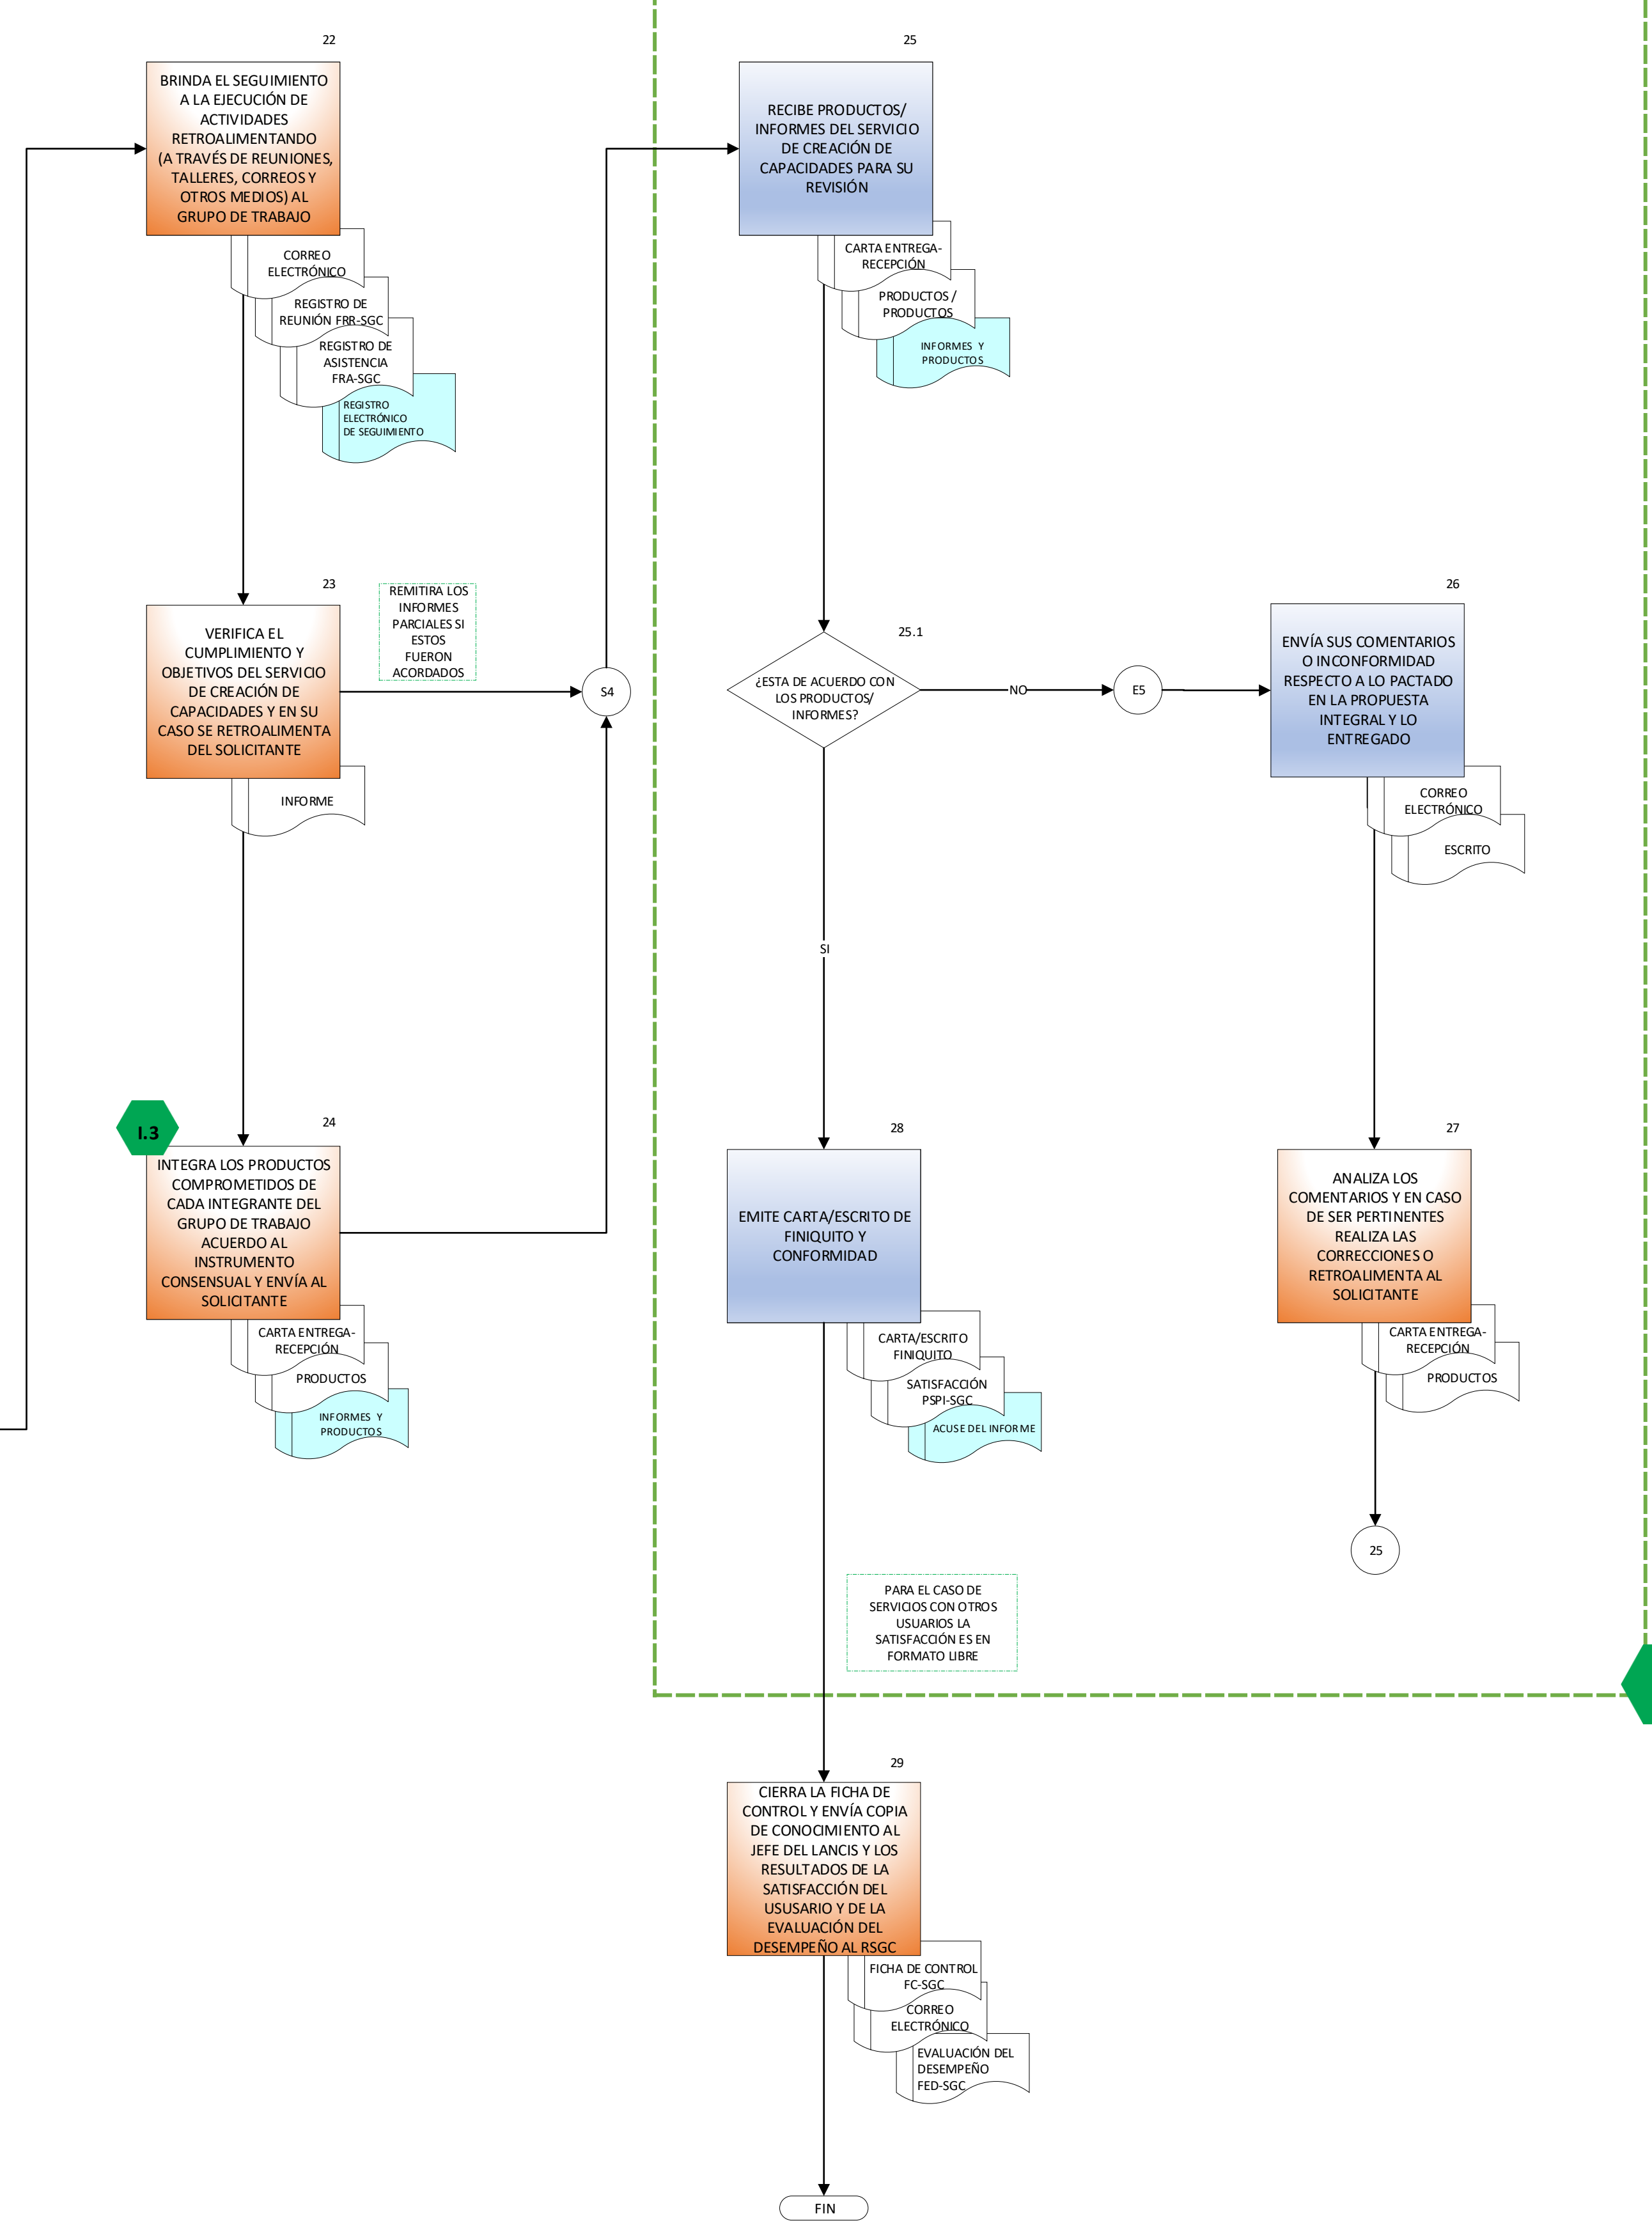 22
BRINDA EL SEGUIMIENTO
A LA EJECUCIÓN DE
ACTIVIDADES
RETROALIMENTANDO
(A TRAVÉS DE REUNIONES,
TALLERES, CORREOS Y
OTROS MEDIOS) AL
GRUPO DE TRABAJO
CORREO
ELECTRÓNICO
REGISTRO DE
REUNIÓN FRR-SGC
REGISTRO DE
ASISTENCIA
FRA-SGC
REGISTRO
ELECTRÓNICO
DE SEGUIMIENTO
23
VERIFICA EL
CUMPLIMIENTO Y
OBJETIVOS DEL SERVICIO
DE CREACIÓN DE
CAPACIDADES Y EN SU
CASO SE RETROALIMENTA
DEL SOLICITANTE
INFORME
REMITIRA LOS
INFORMES
PARCIALES SI
ESTOS
FUERON
ACORDADOS
S4
I.3
24
INTEGRA LOS PRODUCTOS
COMPROMETIDOS DE
CADA INTEGRANTE DEL
GRUPO DE TRABAJO
ACUERDO AL
INSTRUMENTO
CONSENSUAL Y ENVÍA AL
SOLICITANTE
CARTA ENTREGA-
RECEPCIÓN
PRODUCTOS
INFORMES Y
PRODUCTOS
25
RECIBE PRODUCTOS/
INFORMES DEL SERVICIO
DE CREACIÓN DE
CAPACIDADES PARA SU
REVISIÓN
CARTA ENTREGA-
RECEPCIÓN
PRODUCTOS /
PRODUCTOS
INFORMES Y
PRODUCTOS
25.1
¿ESTA DE ACUERDO CON
LOS PRODUCTOS/
INFORMES?
NO
E5
SI
26
ENVÍA SUS COMENTARIOS
O INCONFORMIDAD
RESPECTO A LO PACTADO
EN LA PROPUESTA
INTEGRAL Y LO
ENTREGADO
CORREO
ELECTRÓNICO
ESCRITO
27
ANALIZA LOS
COMENTARIOS Y EN CASO
DE SER PERTINENTES
REALIZA LAS
CORRECCIONES O
RETROALIMENTA AL
SOLICITANTE
CARTA ENTREGA-
RECEPCIÓN
PRODUCTOS
25
28
EMITE CARTA/ESCRITO DE
FINIQUITO Y
CONFORMIDAD
CARTA/ESCRITO
FINIQUITO
SATISFACCIÓN
PSPI-SGC
ACUSE DEL INFORME
PARA EL CASO DE
SERVICIOS CON OTROS
USUARIOS LA
SATISFACCIÓN ES EN
FORMATO LIBRE
29
CIERRA LA FICHA DE
CONTROL Y ENVÍA COPIA
DE CONOCIMIENTO AL
JEFE DEL LANCIS Y LOS
RESULTADOS DE LA
SATISFACCIÓN DEL
USUSARIO Y DE LA
EVALUACIÓN DEL
DESEMPEÑO AL RSGC
FICHA DE CONTROL
FC-SGC
CORREO
ELECTRÓNICO
EVALUACIÓN DEL
DESEMPEÑO
FED-SGC
FIN